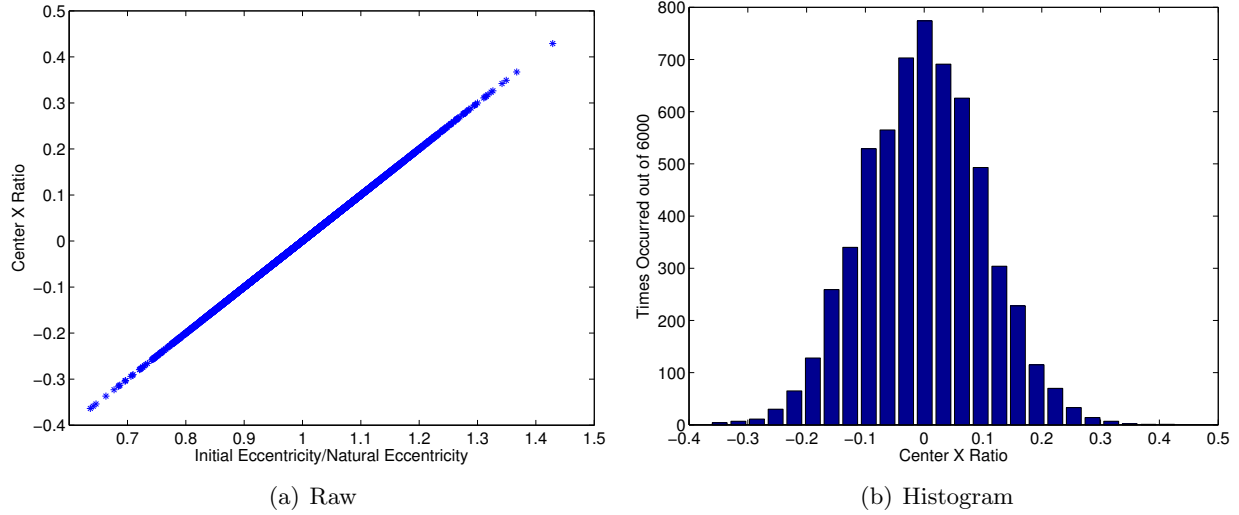 0.5
0.4
0.3
0.2
0.1
0
−0.1
−0.2
−0.3
−0.4
Center X Ratio
0.7 0.8 0.9 1 1.1 1.2 1.3 1.4 1.5
Initial Eccentricity/Natural Eccentricity
(a) Raw
800
700
600
500
400
300
200
100
0
Times Occurred out of 6000
−0.4 −0.3 −0.2 −0.1 0 0.1 0.2 0.3 0.4 0.5
Center X Ratio
(b) Histogram